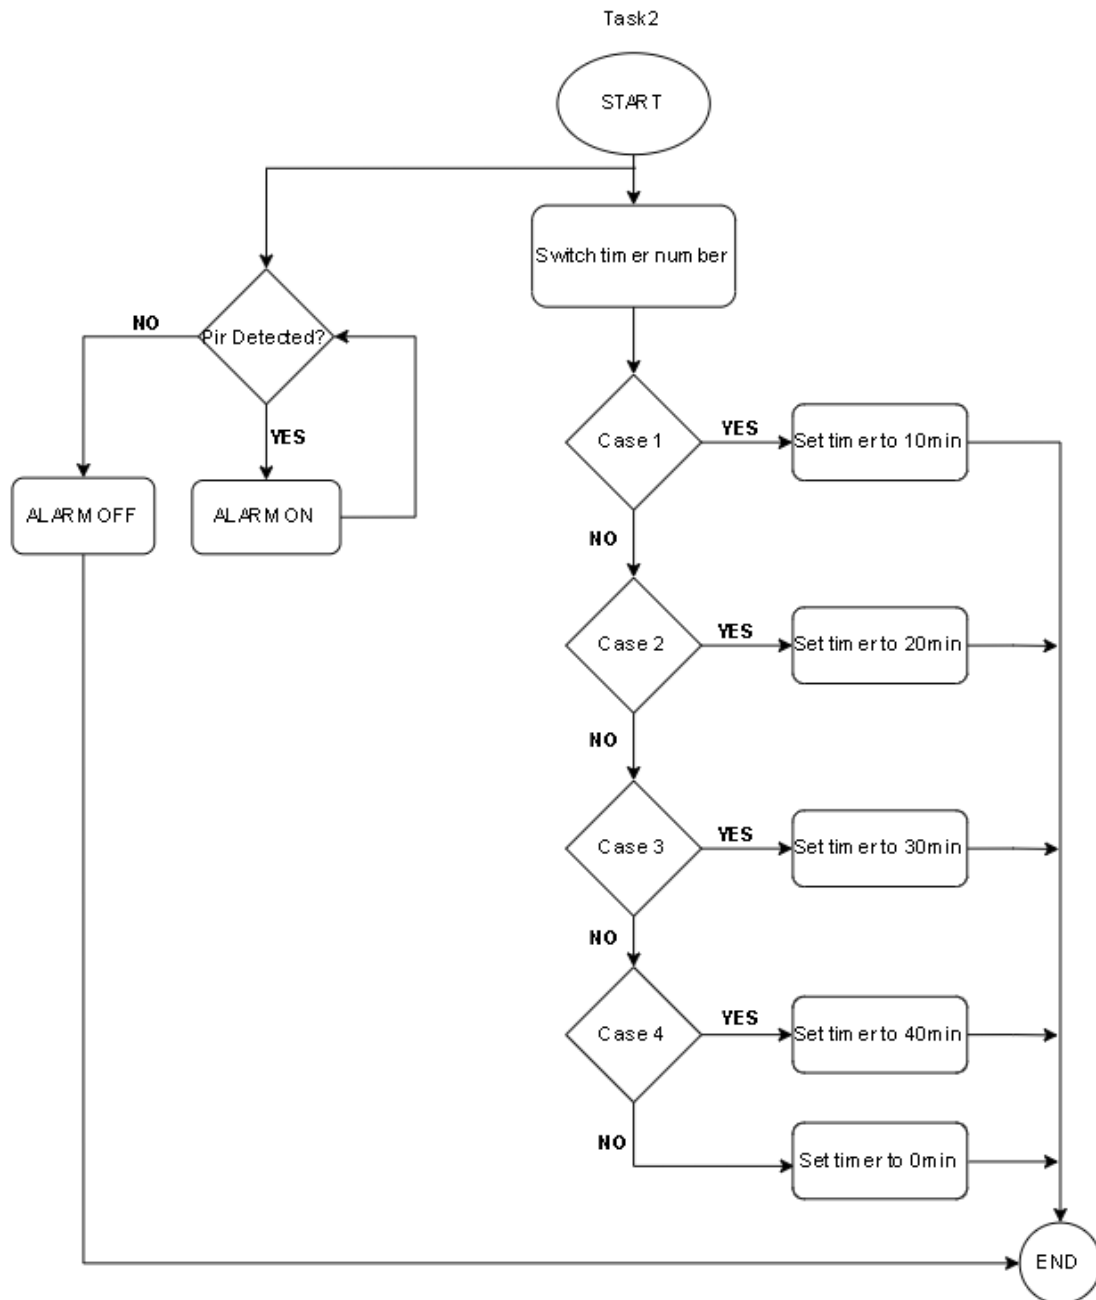 Task2
START
Switch timer number
NO
Pir Detected?
YES
ALARM OFF
ALARM ON
Case 1
YES
Set timer to 10min
NO
Case 2
YES
Set timer to 20min
NO
Case 3
YES
Set timer to 30min
NO
Case 4
YES
Set timer to 40min
NO
Set timer to 0min
END